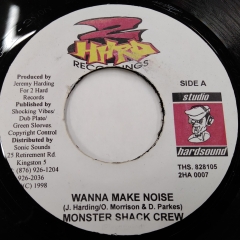 2
HARD
RECORDINGS
Produced by
Jeremy Harding
For 2 Hard
Records
Published by
Shocking Vibes/
Dub Plate/
Green Sleeves
Copyright Control
Distributed by
Sonic Sounds
25 Retirement Rd.
Kingston 5
(876) 926-1204
926-2036
(C) 1998
SIDE A
studio
hardsound
THS. 828105
2HA 0007
WANNA MAKE NOISE
(J. Harding/O. Morrison & D. Parkes)
MONSTER SHACK CREW